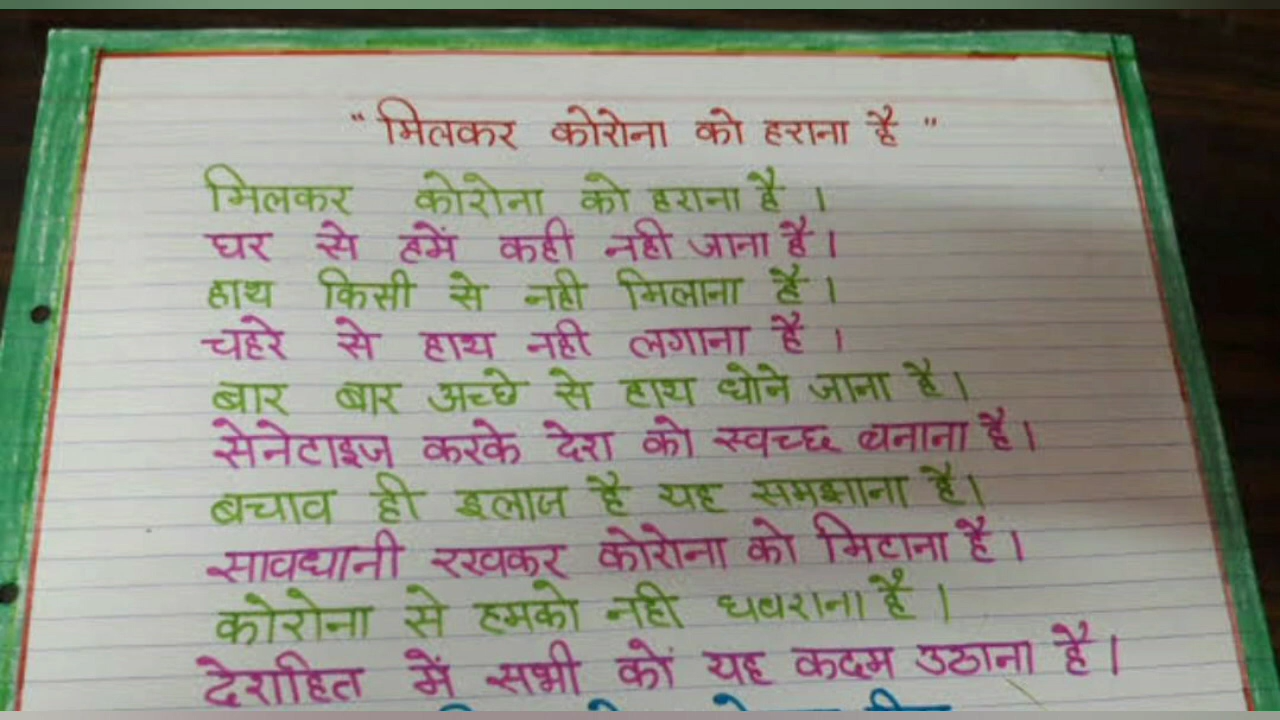 " मिलकर कोरोना को हराना है "
मिलकर कोरोना को हराना है ।
घर से हमें कही नही जाना है ।
हाथ किसी से नही मिलाना है ।
चहरे से हाथ नही लगाना है ।
बार बार अच्छे से हाथ धोने जाना है ।
सेनेटाइज करके देश को स्वच्छ बनाना है ।
बचाव ही इलाज है यह समझाना है ।
सावधानी रखकर कोरोना को मिटाना है ।
कोरोना से हमको नही घबराना है ।
देशहित में सभी कों यह कदम उठाना है ।